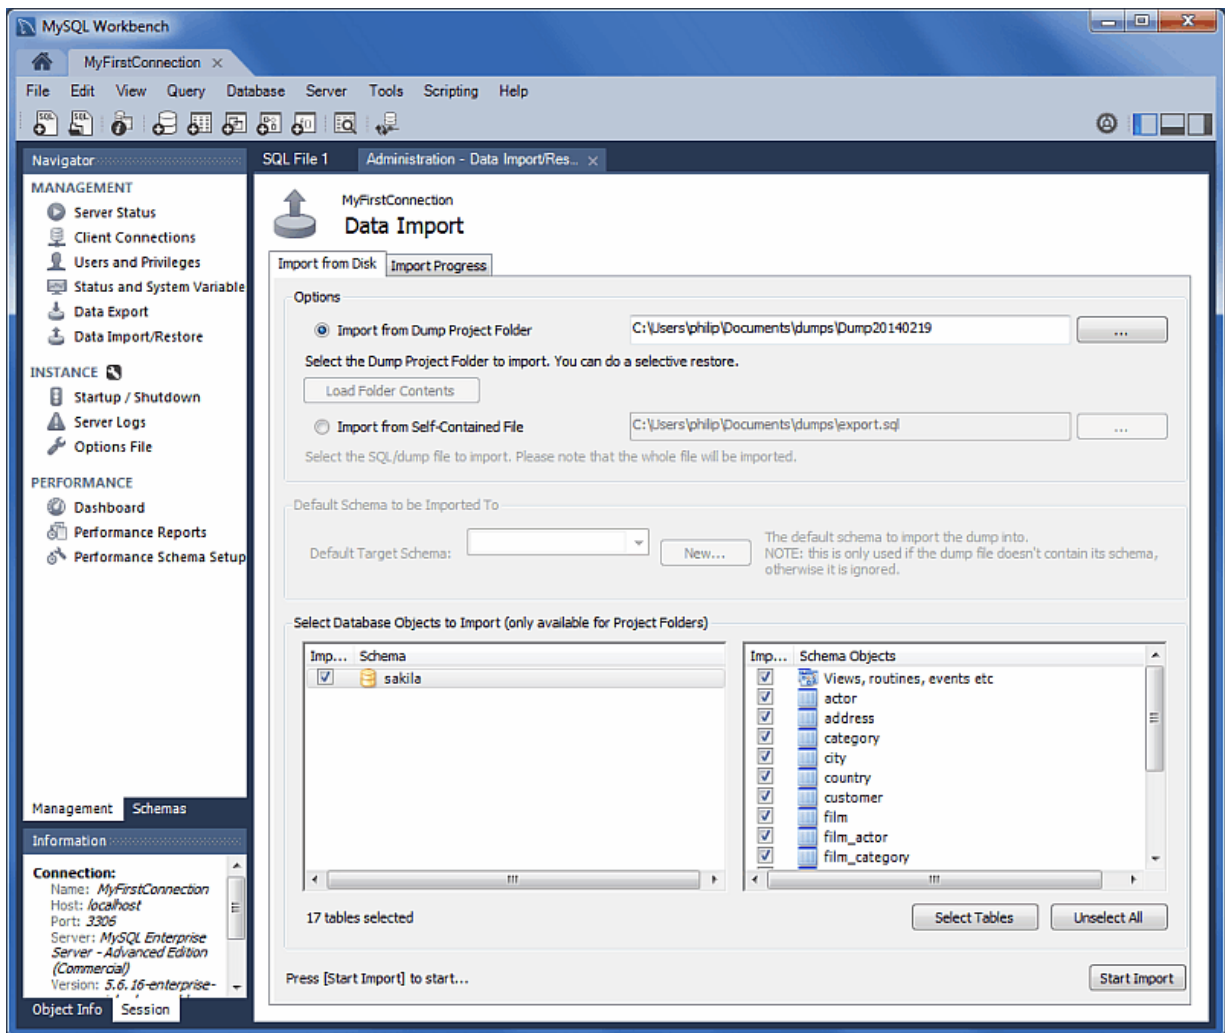 MySQL Workbench
MyFirstConnection
File Edit View Query Database Server Tools Scripting Help
Navigator
MANAGEMENT
Server Status
Client Connections
Users and Privileges
Status and System Variable
Data Export
Data Import/Restore
INSTANCE
Startup / Shutdown
Server Logs
Options File
PERFORMANCE
Dashboard
Performance Reports
Performance Schema Setup
Management Schemas
Information
Connection:
Name: MyFirstConnection
Host: localhost
Port: 3306
Server: MySQL Enterprise
Server - Advanced Edition
(Commercial)
Version: 5.6.16-enterprise-
Object Info Session
SQL File 1 Administration - Data Import/Res...
MyFirstConnection
Data Import
Import from Disk Import Progress
Options
Import from Dump Project Folder C:\Users\philip\Documents\dumps\Dump20140219 ...
Select the Dump Project Folder to import. You can do a selective restore.
Load Folder Contents
Import from Self-Contained File C:\Users\philip\Documents\dumps\export.sql ...
Select the SQL/dump file to import. Please note that the whole file will be imported.
Default Schema to be Imported To
Default Target Schema: New...
The default schema to import the dump into.
NOTE: this is only used if the dump file doesn't contain its schema,
otherwise it is ignored.
Select Database Objects to Import (only available for Project Folders)
Imp... Schema
sakila
Imp... Schema Objects
Views, routines, events etc
actor
address
category
city
country
customer
film
film_actor
film_category
17 tables selected
Select Tables Unselect All
Press [Start Import] to start...
Start Import